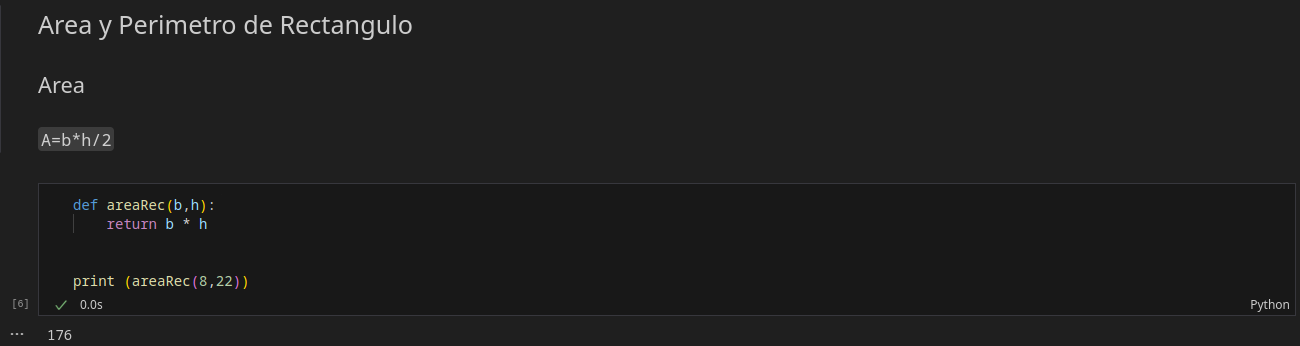 Area y Perimetro de Rectangulo
Area
A=b*h/2
def areaRec(b,h):
    return b * h
print (areaRec(8,22))
[6]
0.0s
Python
176